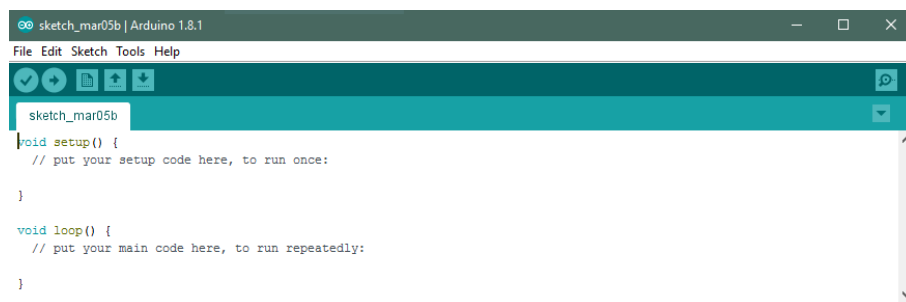 sketch_mar05b | Arduino 1.8.1
File Edit Sketch Tools Help
sketch_mar05b
void setup() {
  // put your setup code here, to run once:
}
void loop() {
  // put your main code here, to run repeatedly:
}